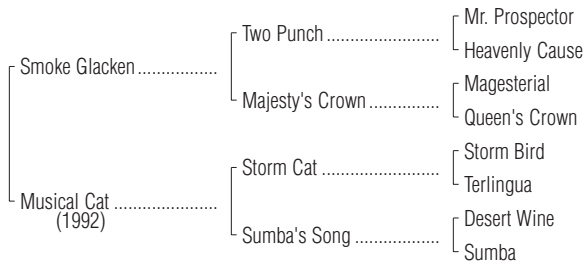 Mr. Prospector
Two Punch ......................
Heavenly Cause
Smoke Glacken ................
Magesterial
Majesty's Crown ..............
Queen's Crown
Storm Bird
Storm Cat .......................
Terlingua
Musical Cat .....................
(1992)
Desert Wine
Sumba's Song .................
Sumba